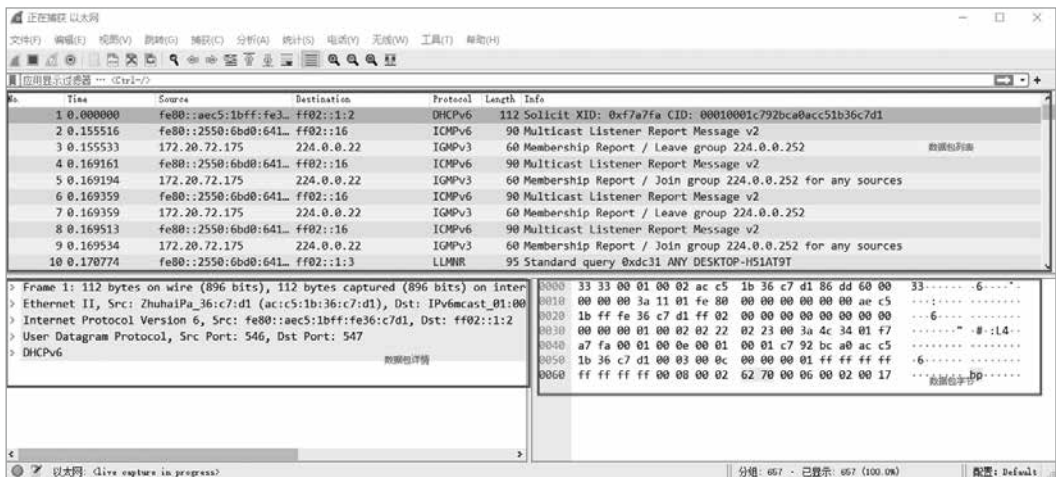 正在捕获 以太网
文件(F) 编辑(E) 视图(V) 跳转(G) 捕获(C) 分析(A) 统计(S) 电话(Y) 无线(W) 工具(T) 帮助(H)
应用显示过滤器 … <Ctrl-/>
No. Time Source Destination Protocol Length Info
1 0.000000 fe80::aec5:1bff:fe3… ff02::1:2 DHCPv6 112 Solicit XID: 0xf7a7fa CID: 00010001c792bca0acc51b36c7d1
2 0.155516 fe80::2550:6bd0:641… ff02::16 ICMPv6 90 Multicast Listener Report Message v2
3 0.155533 172.20.72.175 224.0.0.22 IGMPv3 60 Membership Report / Leave group 224.0.0.252
数据包列表
4 0.169161 fe80::2550:6bd0:641… ff02::16 ICMPv6 90 Multicast Listener Report Message v2
5 0.169194 172.20.72.175 224.0.0.22 IGMPv3 60 Membership Report / Join group 224.0.0.252 for any sources
6 0.169359 fe80::2550:6bd0:641… ff02::16 ICMPv6 90 Multicast Listener Report Message v2
7 0.169359 172.20.72.175 224.0.0.22 IGMPv3 60 Membership Report / Leave group 224.0.0.252
8 0.169513 fe80::2550:6bd0:641… ff02::16 ICMPv6 90 Multicast Listener Report Message v2
9 0.169534 172.20.72.175 224.0.0.22 IGMPv3 60 Membership Report / Join group 224.0.0.252 for any sources
10 0.170774 fe80::2550:6bd0:641… ff02::1:3 LLMNR 95 Standard query 0xdc31 ANY DESKTOP-H51AT9T
> Frame 1: 112 bytes on wire (896 bits), 112 bytes captured (896 bits) on inter
> Ethernet II, Src: ZhuhaiPa_36:c7:d1 (ac:c5:1b:36:c7:d1), Dst: IPv6mcast_01:00
> Internet Protocol Version 6, Src: fe80::aec5:1bff:fe36:c7d1, Dst: ff02::1:2
> User Datagram Protocol, Src Port: 546, Dst Port: 547
> DHCPv6
数据包详情
0000 33 33 00 01 00 02 ac c5 1b 36 c7 d1 86 dd 60 00 33······ ·6····`·
0010 00 00 00 3a 11 01 fe 80 00 00 00 00 00 00 ae c5 ···:···· ········
0020 1b ff fe 36 c7 d1 ff 02 00 00 00 00 00 00 00 00 ···6···· ········
0030 00 00 00 01 00 02 02 22 02 23 00 3a 4c 34 01 f7 ·······" ·#·:L4··
0040 a7 fa 00 01 00 0e 00 01 00 01 c7 92 bc a0 ac c5 ········ ········
0050 1b 36 c7 d1 00 03 00 0c 00 00 00 01 ff ff ff ff ·6······ ········
0060 ff ff ff ff 00 08 00 02 62 70 00 06 00 02 00 17 ········ bp······
数据包字节
以太网: <live capture in progress> 分组: 657 · 已显示: 657 (100.0%) 配置: Default